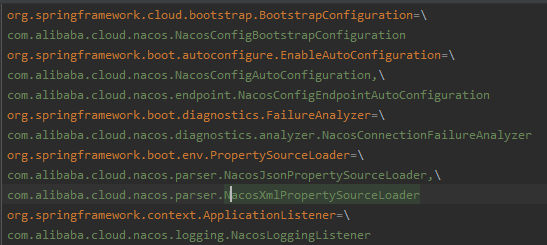 org.springframework.cloud.bootstrap.BootstrapConfiguration=\
com.alibaba.cloud.nacos.NacosConfigBootstrapConfiguration
org.springframework.boot.autoconfigure.EnableAutoConfiguration=\
com.alibaba.cloud.nacos.NacosConfigAutoConfiguration,\
com.alibaba.cloud.nacos.endpoint.NacosConfigEndpointAutoConfiguration
org.springframework.boot.diagnostics.FailureAnalyzer=\
com.alibaba.cloud.nacos.diagnostics.analyzer.NacosConnectionFailureAnalyzer
org.springframework.boot.env.PropertySourceLoader=\
com.alibaba.cloud.nacos.parser.NacosJsonPropertySourceLoader,\
com.alibaba.cloud.nacos.parser.NacosXmlPropertySourceLoader
org.springframework.context.ApplicationListener=\
com.alibaba.cloud.nacos.logging.NacosLoggingListener